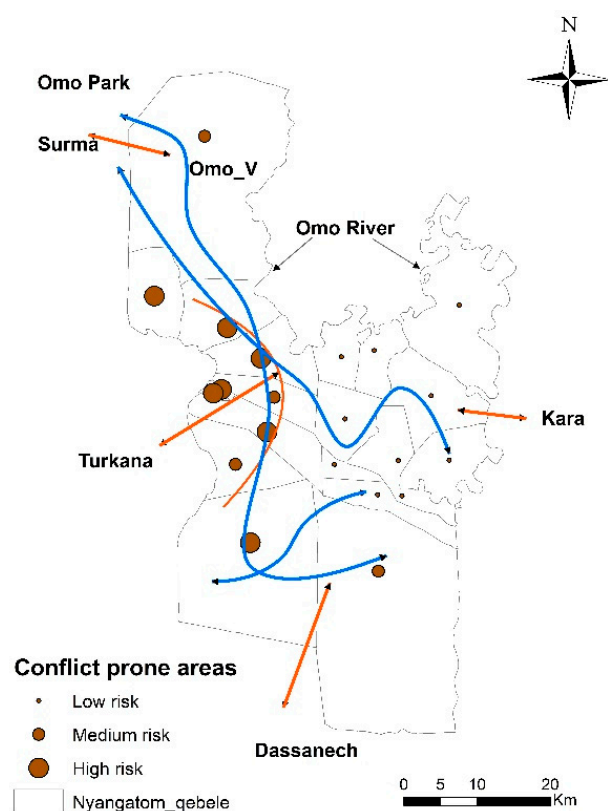 N
Omo Park
Surma
Omo_V
Omo River
Kara
Turkana
Dassanech
Conflict prone areas
Low risk
Medium risk
High risk
Nyangatom_qebele
0 5 10 20
Km